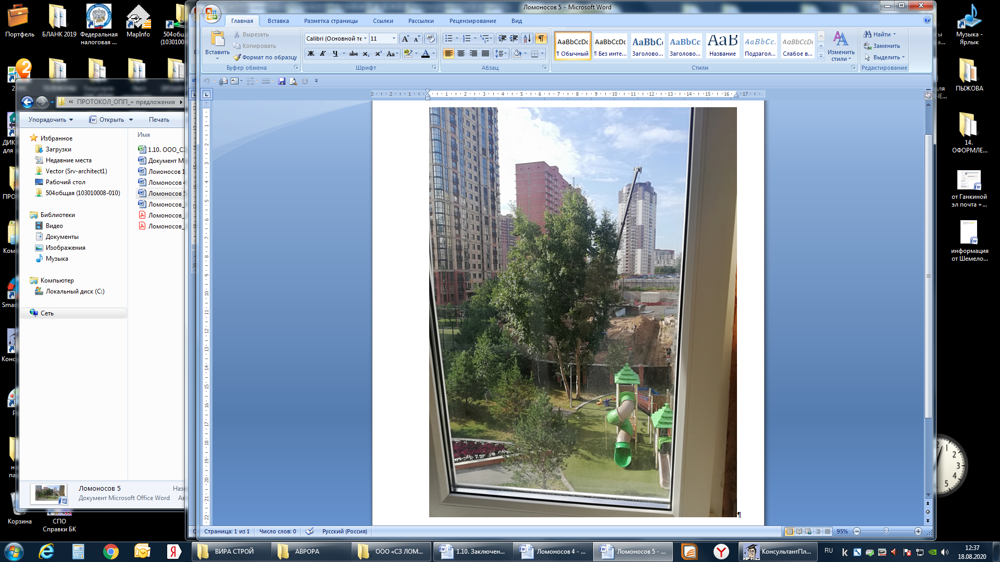 Ломоносов 5 - Microsoft Word
Главная
Вставка
Разметка страницы
Ссылки
Рассылки
Рецензирование
Вид
Вставить
Вырезать
Копировать
Формат по образцу
Буфер обмена
Calibri (Основной те
11
Шрифт
Абзац
AaBbCcDc
¶ Обычный
AaBbCcDc
¶ Без инте...
AaBbCc
Заголово...
AaBbCc
Заголово...
АаВ
Название
AaBbCc.
Подзагол...
AaBbCcDc
Слабое в...
Изменить
стили
Стили
Найти
Заменить
Выделить
Редактирование
Портфель
БЛАНК 2019
Федеральная
налоговая ...
MapInfo
504общ
(1030100
Музыка -
Ярлык
ПЫЖОВА
14.
ОФОРМЛЕ...
от Ганкиной
эл почта +...
информация
от Шемело...
« ПРОТОКОЛ_ОПП_+ предложения
Упорядочить
Открыть
Печать
Избранное
Загрузки
Недавние места
Vector (Srv-architect1)
Рабочий стол
504общая (103010008-010)
Библиотеки
Видео
Документы
Изображения
Музыка
Компьютер
Локальный диск (C:)
Сеть
Имя
1.10. ООО_СЗ
Документ М
Лоионосов 1
Ломоносов 4
Ломоносов 5
Ломоносов_
Ломоносов_
Ломоносов_
Ломоносов 5
Документ Microsoft Office Word
Корзина
СПО
Справки БК
Страница: 1 из 1
Число слов: 0
Русский (Россия)
95%
ВИРА СТРОЙ
АВРОРА
ООО «СЗ ЛОМ...
1.10. Заключен...
Ломоносов 4 - ...
Ломоносов 5 - ...
КонсультантПл...
RU
12:37
18.08.2020